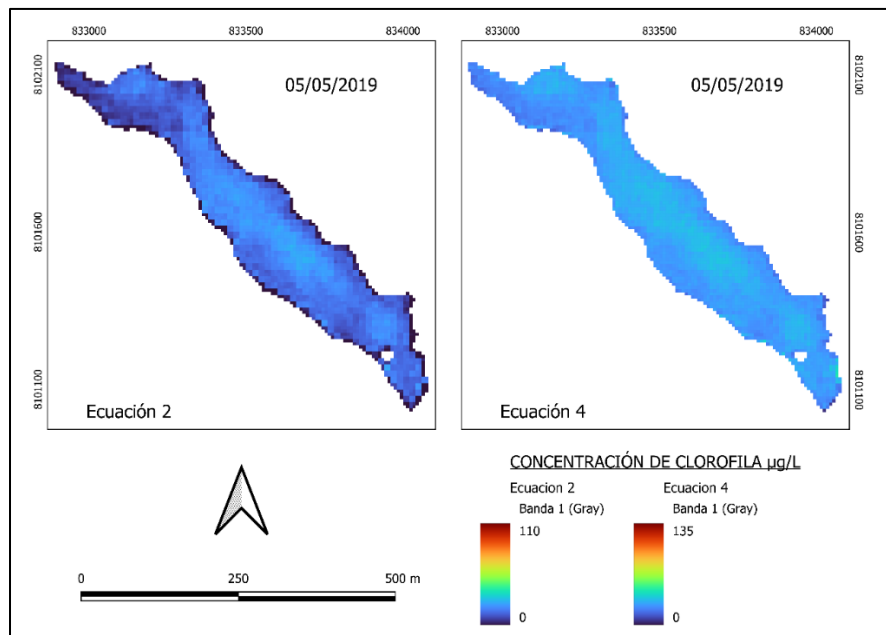 833000 833500 834000
833000 833500 834000
8102100
8101600
8101100
05/05/2019
Ecuación 2
05/05/2019
Ecuación 4
8102100
8101600
8101100
CONCENTRACIÓN DE CLOROFILA µg/L
Ecuacion 2
Banda 1 (Gray)
110
0
Ecuacion 4
Banda 1 (Gray)
135
0
0 250 500 m